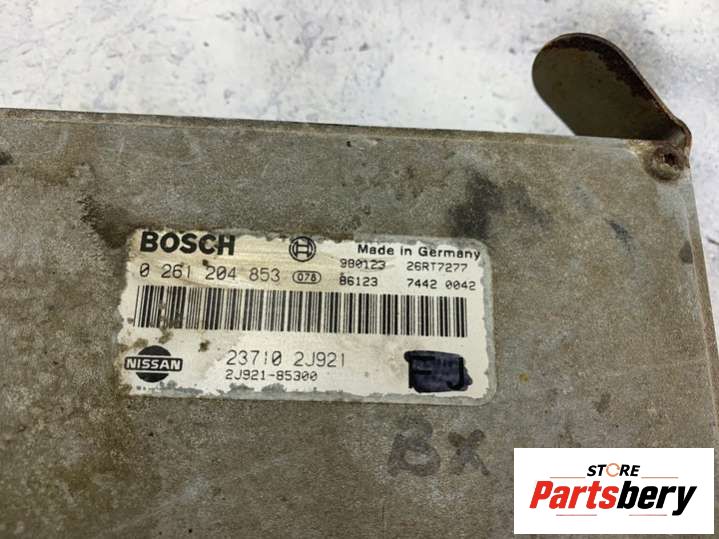 BOSCH
Made in Germany
980123 26RT7277
0 261 204 853 078
86123 7442 0042
NISSAN
23710 2J921
2J921-85300
BX
STORE
Partsbery